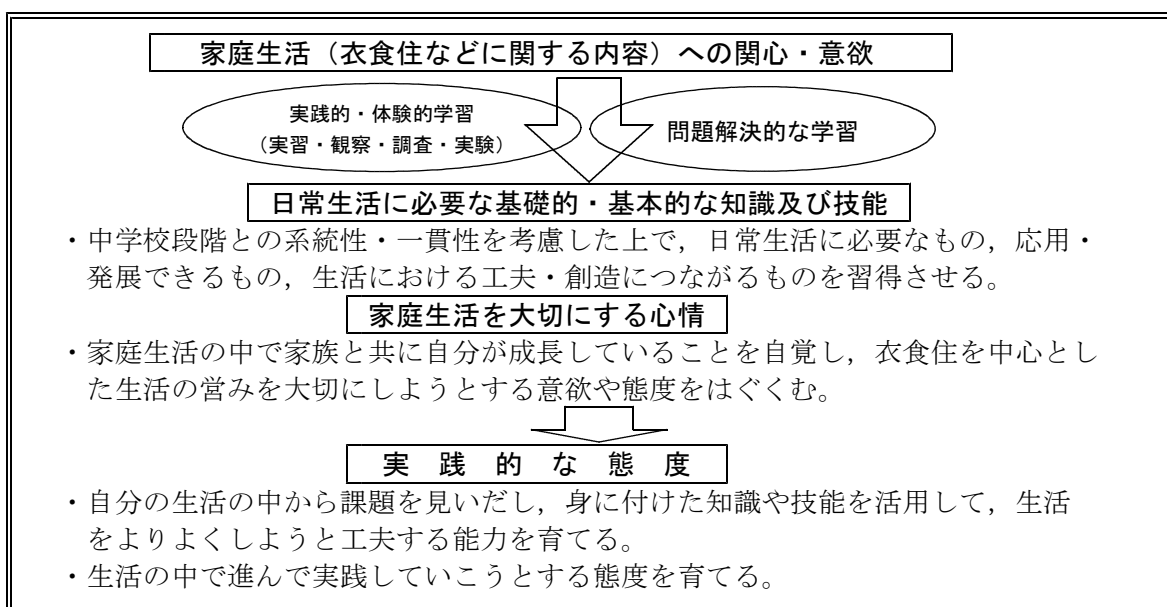 家庭生活（衣食住などに関する内容）への関心・意欲
実践的・体験的学習
（実習・観察・調査・実験）
問題解決的な学習
日常生活に必要な基礎的・基本的な知識及び技能
・中学校段階との系統性・一貫性を考慮した上で，日常生活に必要なもの，応用・
発展できるもの，生活における工夫・創造につながるものを習得させる。
家庭生活を大切にする心情
・家庭生活の中で家族と共に自分が成長していることを自覚し，衣食住を中心とし
た生活の営みを大切にしようとする意欲や態度をはぐくむ。
実践的な態度
・自分の生活の中から課題を見いだし，身に付けた知識や技能を活用して，生活
をよりよくしようと工夫する能力を育てる。
・生活の中で進んで実践していこうとする態度を育てる。